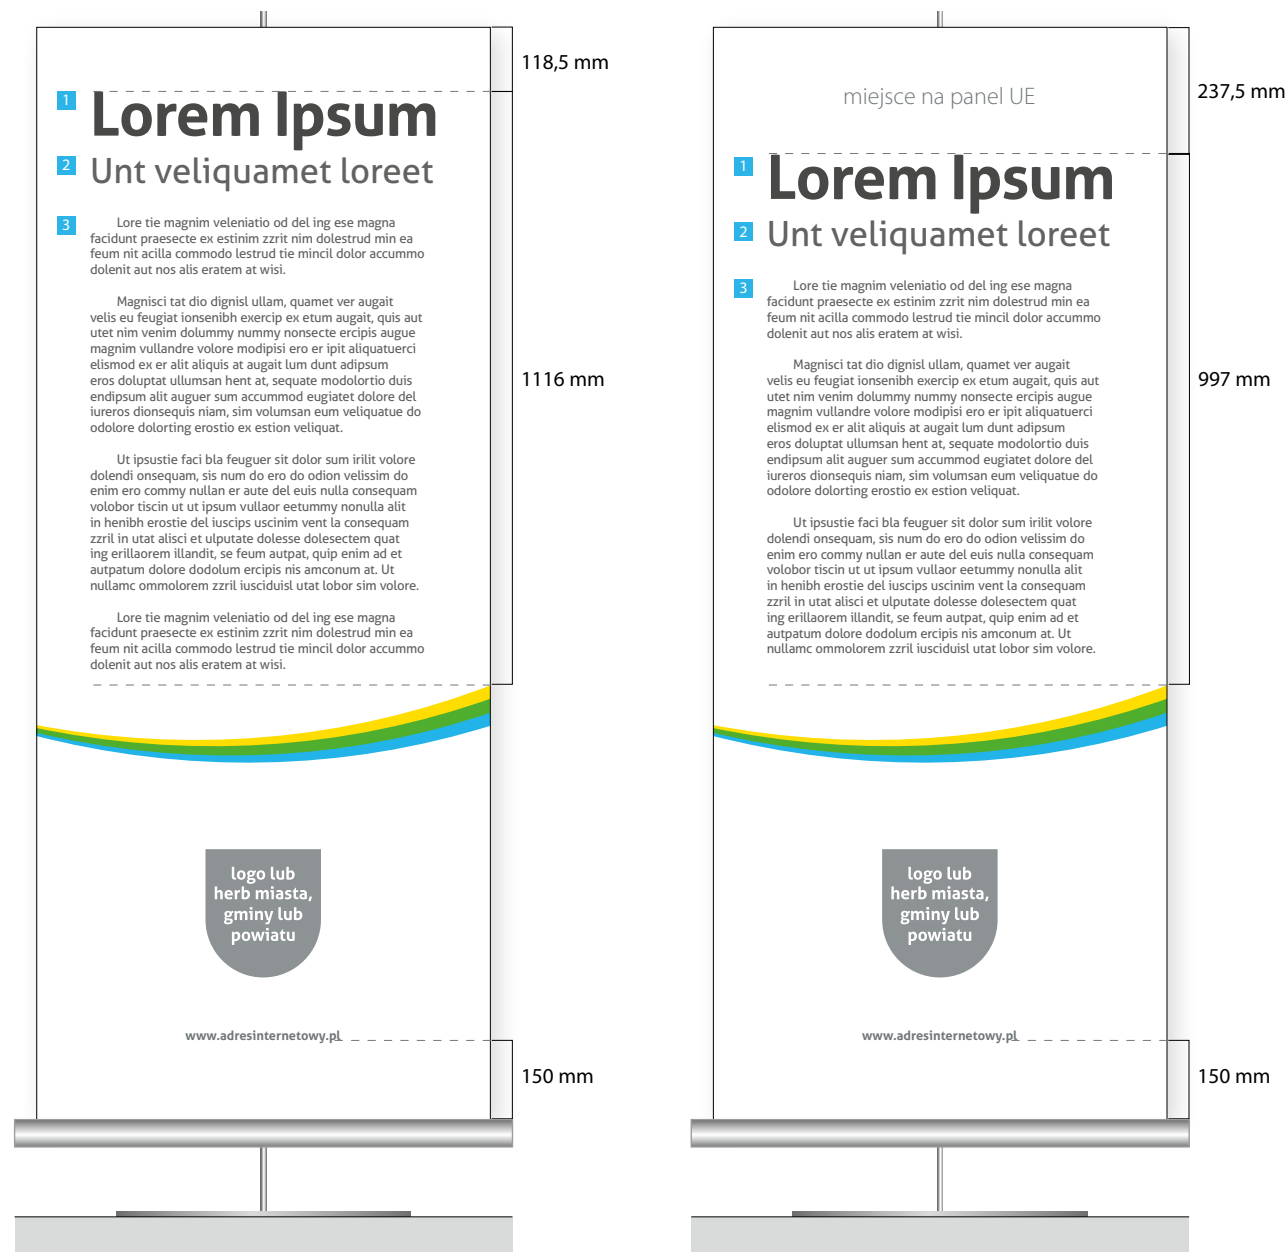 118,5 mm
1
Lorem Ipsum
2
Unt veliquamet loreet
3
Lore tie magnim veleniatio od del ing ese magna
facidunt praesecte ex estinim zzrit nim dolestrud min ea
feum nit acilla commodo lestrud tie mincil dolor accummo
dolenit aut nos alis eratem at wisi.
Magnisci tat dio dignisl ullam, quamet ver augait
velis eu feugiat ionsenibh exercip ex etum augait, quis aut
utet nim venim dolummy nummy nonsecte ercipis augue
magnim vullandre volore modipisi ero er ipit aliquatuerci
elismod ex er alit aliquis at augait lum dunt adipsum
eros doluptat ullumsan hent at, sequate modolortio duis
endipsum alit auguer sum accummod eugiatet dolore del
iureros dionsequis niam, sim volumsan eum veliquatue do
odolore dolorting erostio ex estion veliquat.
1116 mm
Ut ipsustie faci bla feuguer sit dolor sum irilit volore
dolendi onsequam, sis num do ero do odion velissim do
enim ero commy nullan er aute del euis nulla consequam
volobor tiscin ut ut ipsum vullaor eetummy nonulla alit
in henibh erostie del iuscips uscinim vent la consequam
zzril in utat alisci et ulputate dolesse dolesectem quat
ing erillaorem illandit, se feum autpat, quip enim ad et
autpatum dolore dodolum ercipis nis amconum at. Ut
nullamc ommolorem zzril iusciduisl utat lobor sim volore.
Lore tie magnim veleniatio od del ing ese magna
facidunt praesecte ex estinim zzrit nim dolestrud min ea
feum nit acilla commodo lestrud tie mincil dolor accummo
dolenit aut nos alis eratem at wisi.
logo lub
herb miasta,
gminy lub
powiatu
www.adresinternetowy.pl
150 mm
237,5 mm
miejsce na panel UE
1
Lorem Ipsum
2
Unt veliquamet loreet
3
Lore tie magnim veleniatio od del ing ese magna
facidunt praesecte ex estinim zzrit nim dolestrud min ea
feum nit acilla commodo lestrud tie mincil dolor accummo
dolenit aut nos alis eratem at wisi.
Magnisci tat dio dignisl ullam, quamet ver augait
velis eu feugiat ionsenibh exercip ex etum augait, quis aut
utet nim venim dolummy nummy nonsecte ercipis augue
magnim vullandre volore modipisi ero er ipit aliquatuerci
elismod ex er alit aliquis at augait lum dunt adipsum
eros doluptat ullumsan hent at, sequate modolortio duis
endipsum alit auguer sum accummod eugiatet dolore del
iureros dionsequis niam, sim volumsan eum veliquatue do
odolore dolorting erostio ex estion veliquat.
997 mm
Ut ipsustie faci bla feuguer sit dolor sum irilit volore
dolendi onsequam, sis num do ero do odion velissim do
enim ero commy nullan er aute del euis nulla consequam
volobor tiscin ut ut ipsum vullaor eetummy nonulla alit
in henibh erostie del iuscips uscinim vent la consequam
zzril in utat alisci et ulputate dolesse dolesectem quat
ing erillaorem illandit, se feum autpat, quip enim ad et
autpatum dolore dodolum ercipis nis amconum at. Ut
nullamc ommolorem zzril iusciduisl utat lobor sim volore.
logo lub
herb miasta,
gminy lub
powiatu
www.adresinternetowy.pl
150 mm